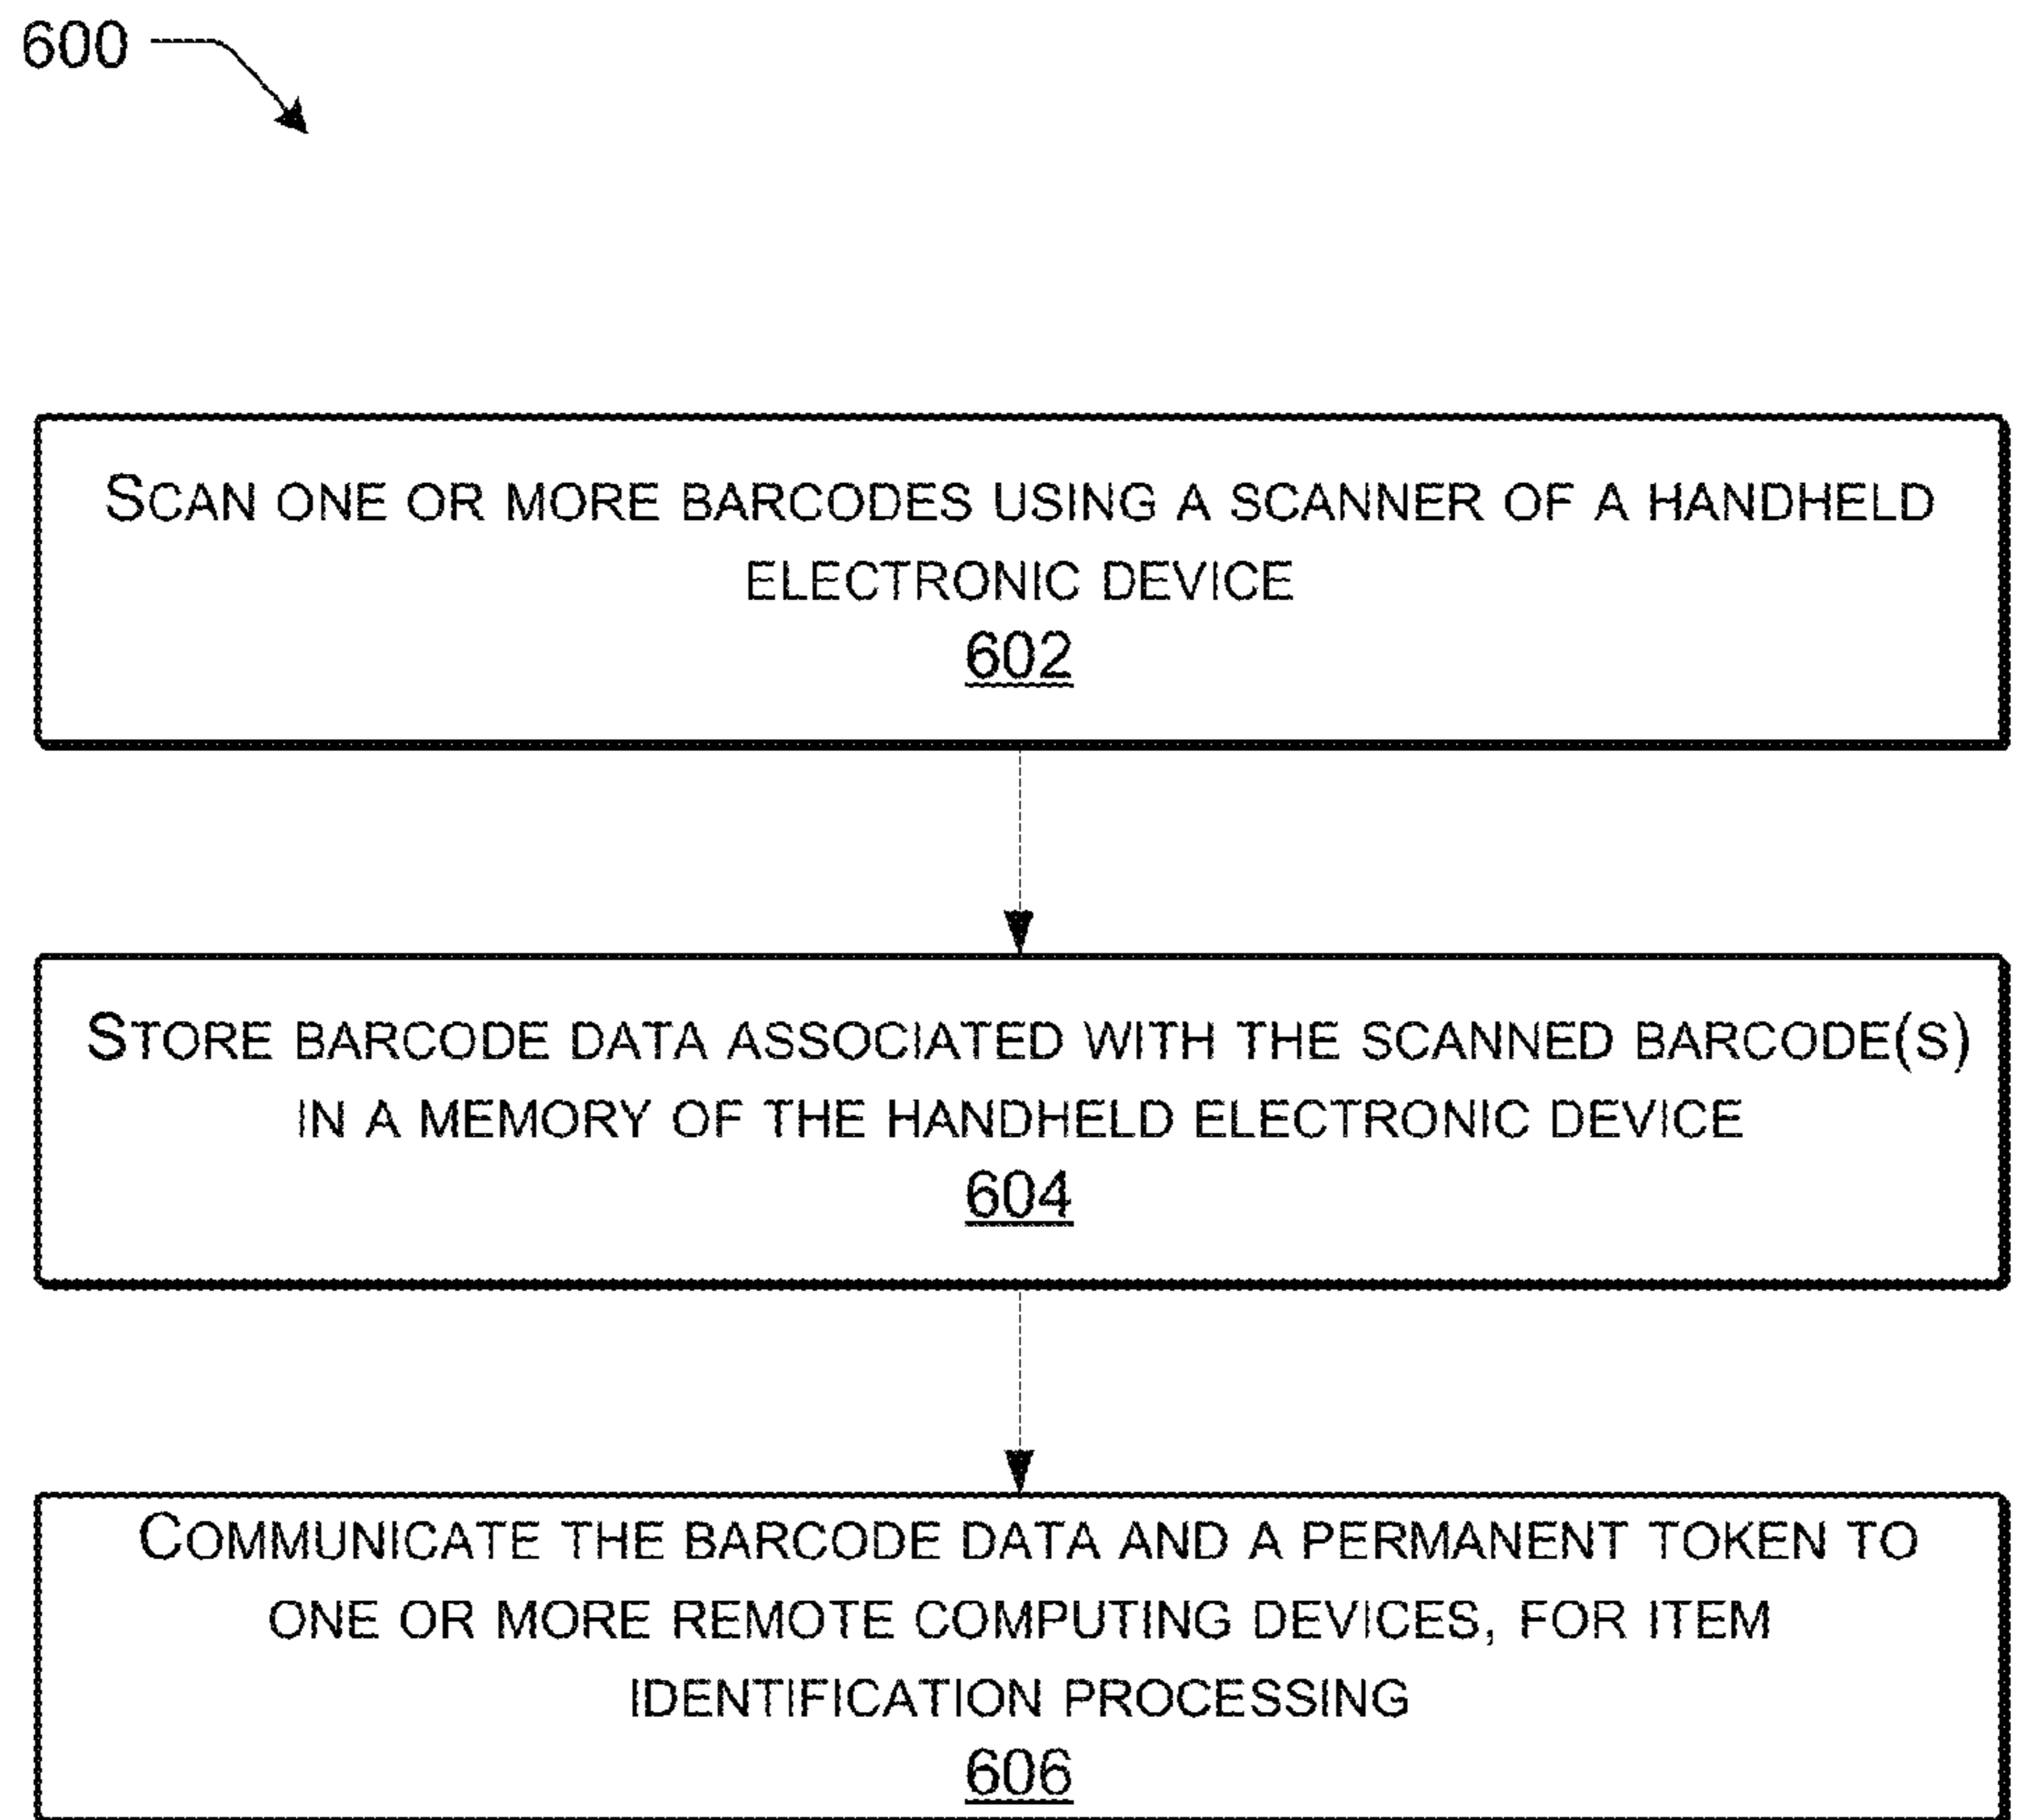 600
SCAN ONE OR MORE BARCODES USING A SCANNER OF A HANDHELD
ELECTRONIC DEVICE
602
STORE BARCODE DATA ASSOCIATED WITH THE SCANNED BARCODE(S)
IN A MEMORY OF THE HANDHELD ELECTRONIC DEVICE
604
COMMUNICATE THE BARCODE DATA AND A PERMANENT TOKEN TO
ONE OR MORE REMOTE COMPUTING DEVICES, FOR ITEM
IDENTIFICATION PROCESSING
606